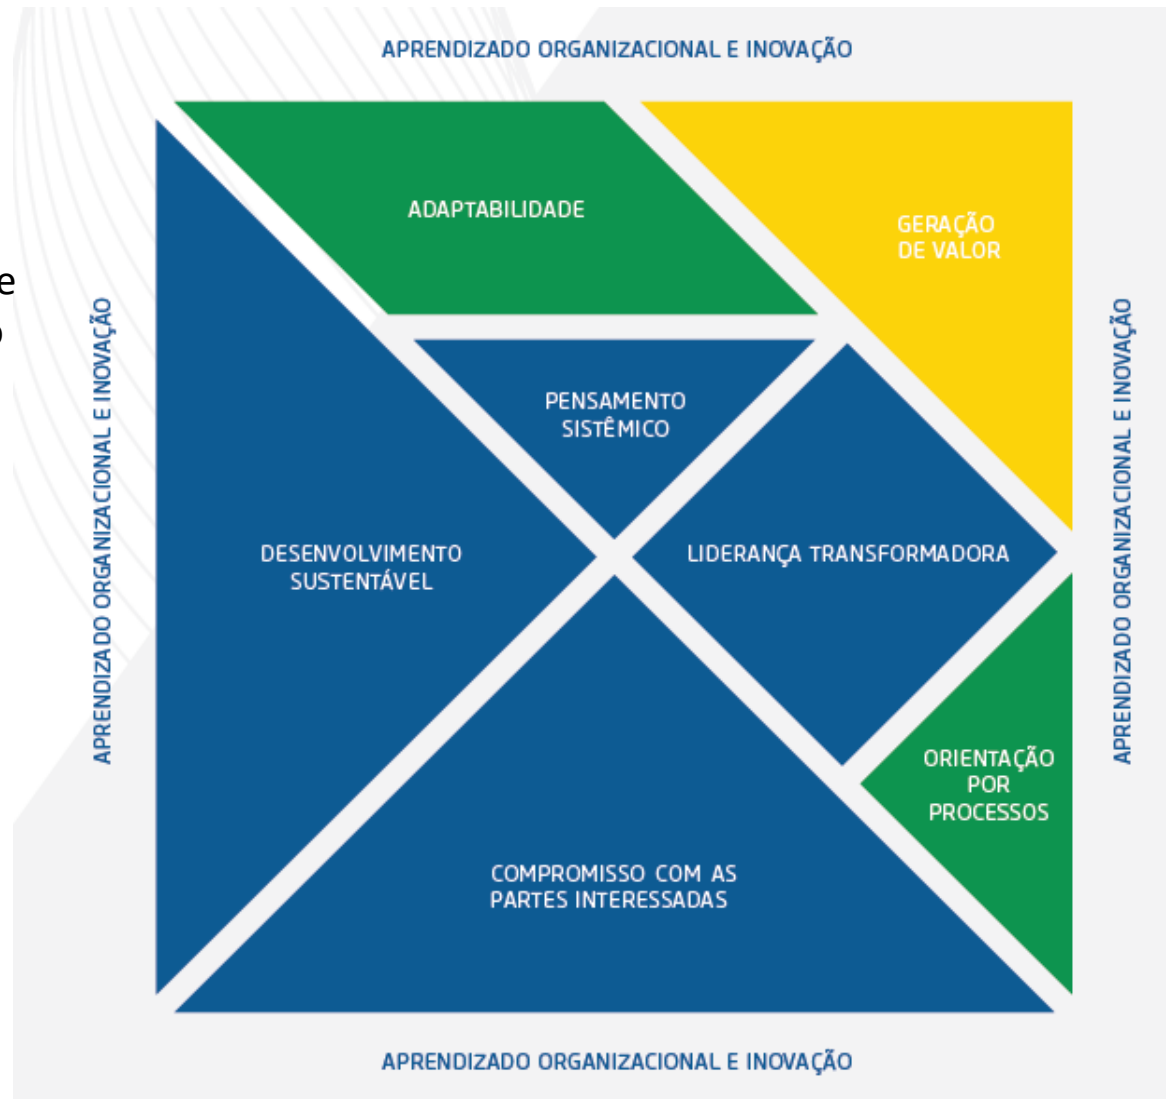 APRENDIZADO ORGANIZACIONAL E INOVAÇÃO
ADAPTABILIDADE
GERAÇÃO
DE VALOR
e
o
APRENDIZADO ORGANIZACIONAL E INOVAÇÃO
APRENDIZADO ORGANIZACIONAL E INOVAÇÃO
PENSAMENTO
SISTÊMICO
DESENVOLVIMENTO
SUSTENTÁVEL
LIDERANÇA TRANSFORMADORA
ORIENTAÇÃO
POR
PROCESSOS
COMPROMISSO COM AS
PARTES INTERESSADAS
APRENDIZADO ORGANIZACIONAL E INOVAÇÃO